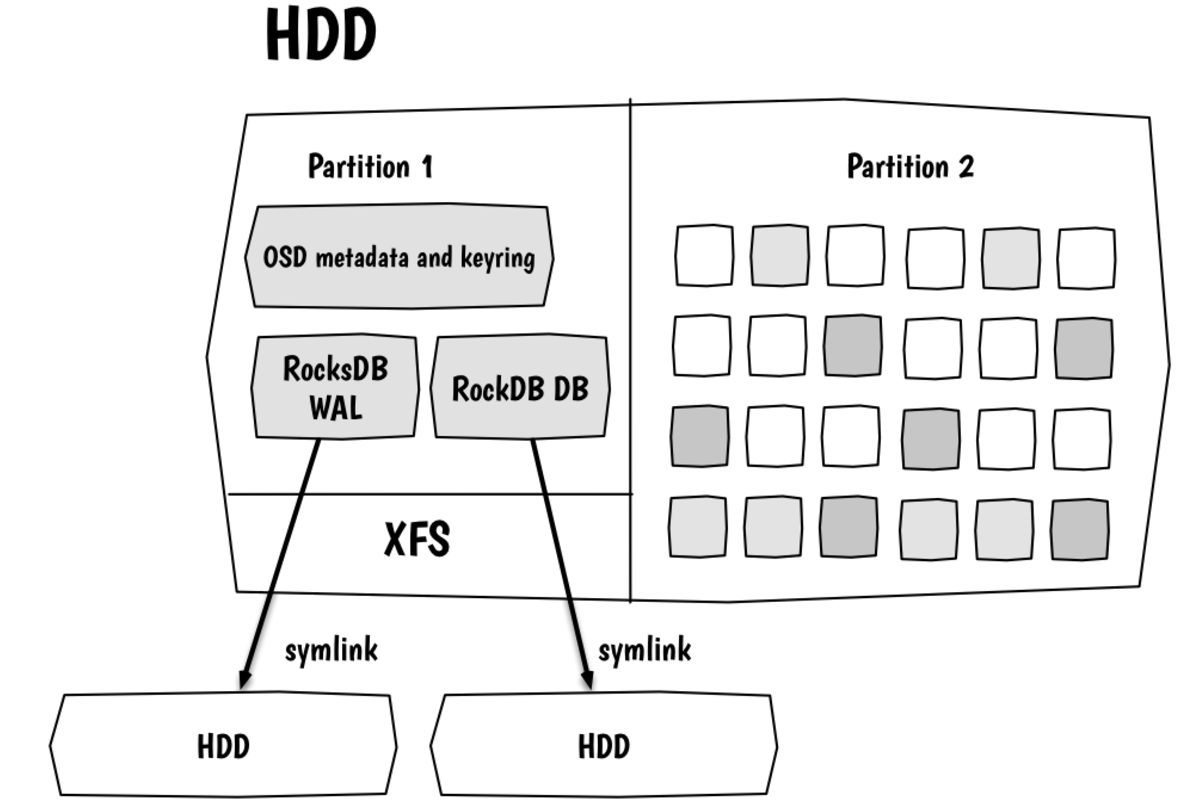 HDD
Partition 1
Partition 2
OSD metadata and keyring
RocksDB
WAL
RockDB DB
XFS
symlink
symlink
HDD
HDD